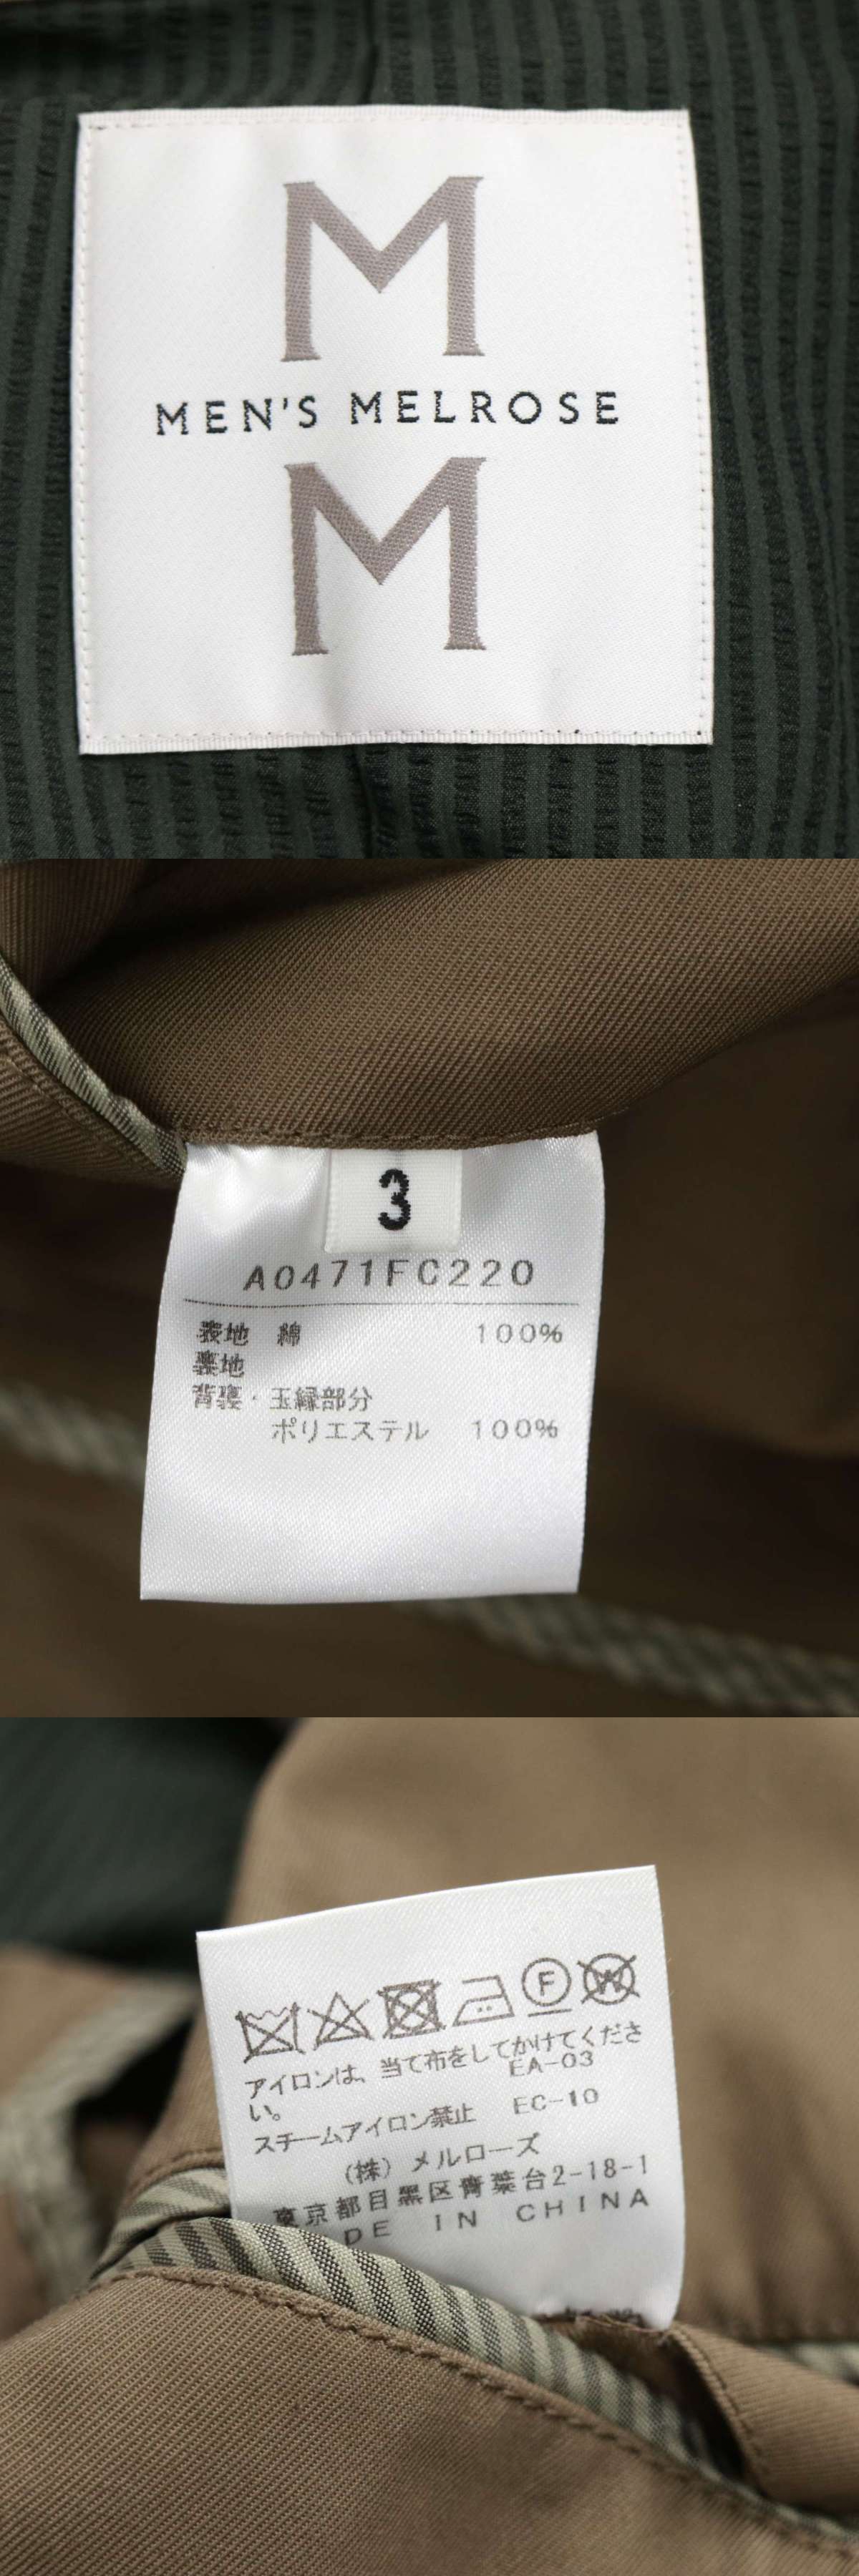 M
MEN'S MELROSE
M
3
A0471FC220
表地 綿 100%
裏地
背裏・玉縁部分
ポリエステル 100%
F W
アイロンは、当て布をしてかけてくださ
EA-03
い。
スチームアイロン禁止 EC-10
(株) メルローズ
東京都目黒区青葉台2-18-1
DE IN CHINA